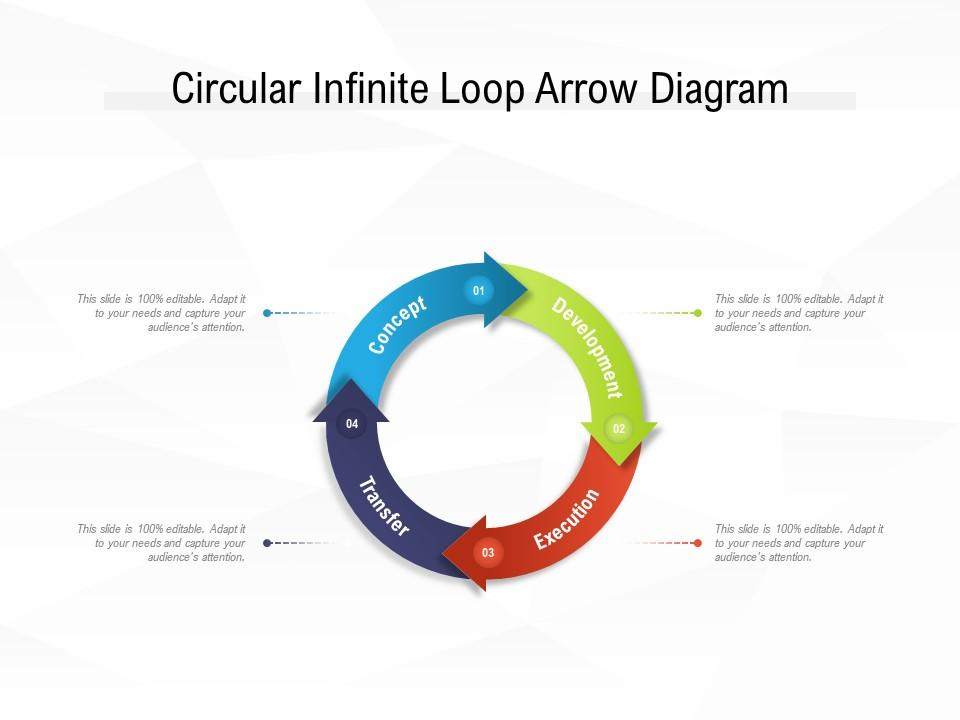 Circular Infinite Loop Arrow Diagram
This slide is 100% editable. Adapt it
to your needs and capture your
audience's attention.
Concept
01
Development
02
This slide is 100% editable. Adapt it
to your needs and capture your
audience's attention.
This slide is 100% editable. Adapt it
to your needs and capture your
audience's attention.
04
Transfer
03
Execution
This slide is 100% editable. Adapt it
to your needs and capture your
audience's attention.